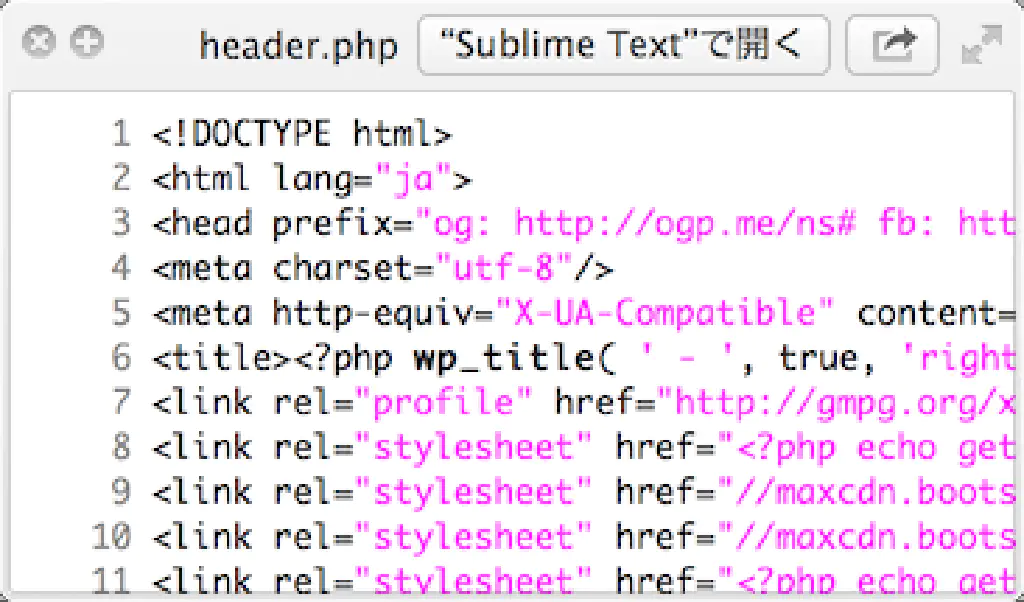 header.php “Sublime Text”で開く
1 <!DOCTYPE html>
2 <html lang="ja">
3 <head prefix="og: http://ogp.me/ns# fb: htt
4 <meta charset="utf-8"/>
5 <meta http-equiv="X-UA-Compatible" content=
6 <title><?php wp_title( ' - ', true, 'right
7 <link rel="profile" href="http://gmpg.org/x
8 <link rel="stylesheet" href="<?php echo get
9 <link rel="stylesheet" href="//maxcdn.boots
10 <link rel="stylesheet" href="//maxcdn.boots
11 <link rel="stylesheet" href="<?php echo get